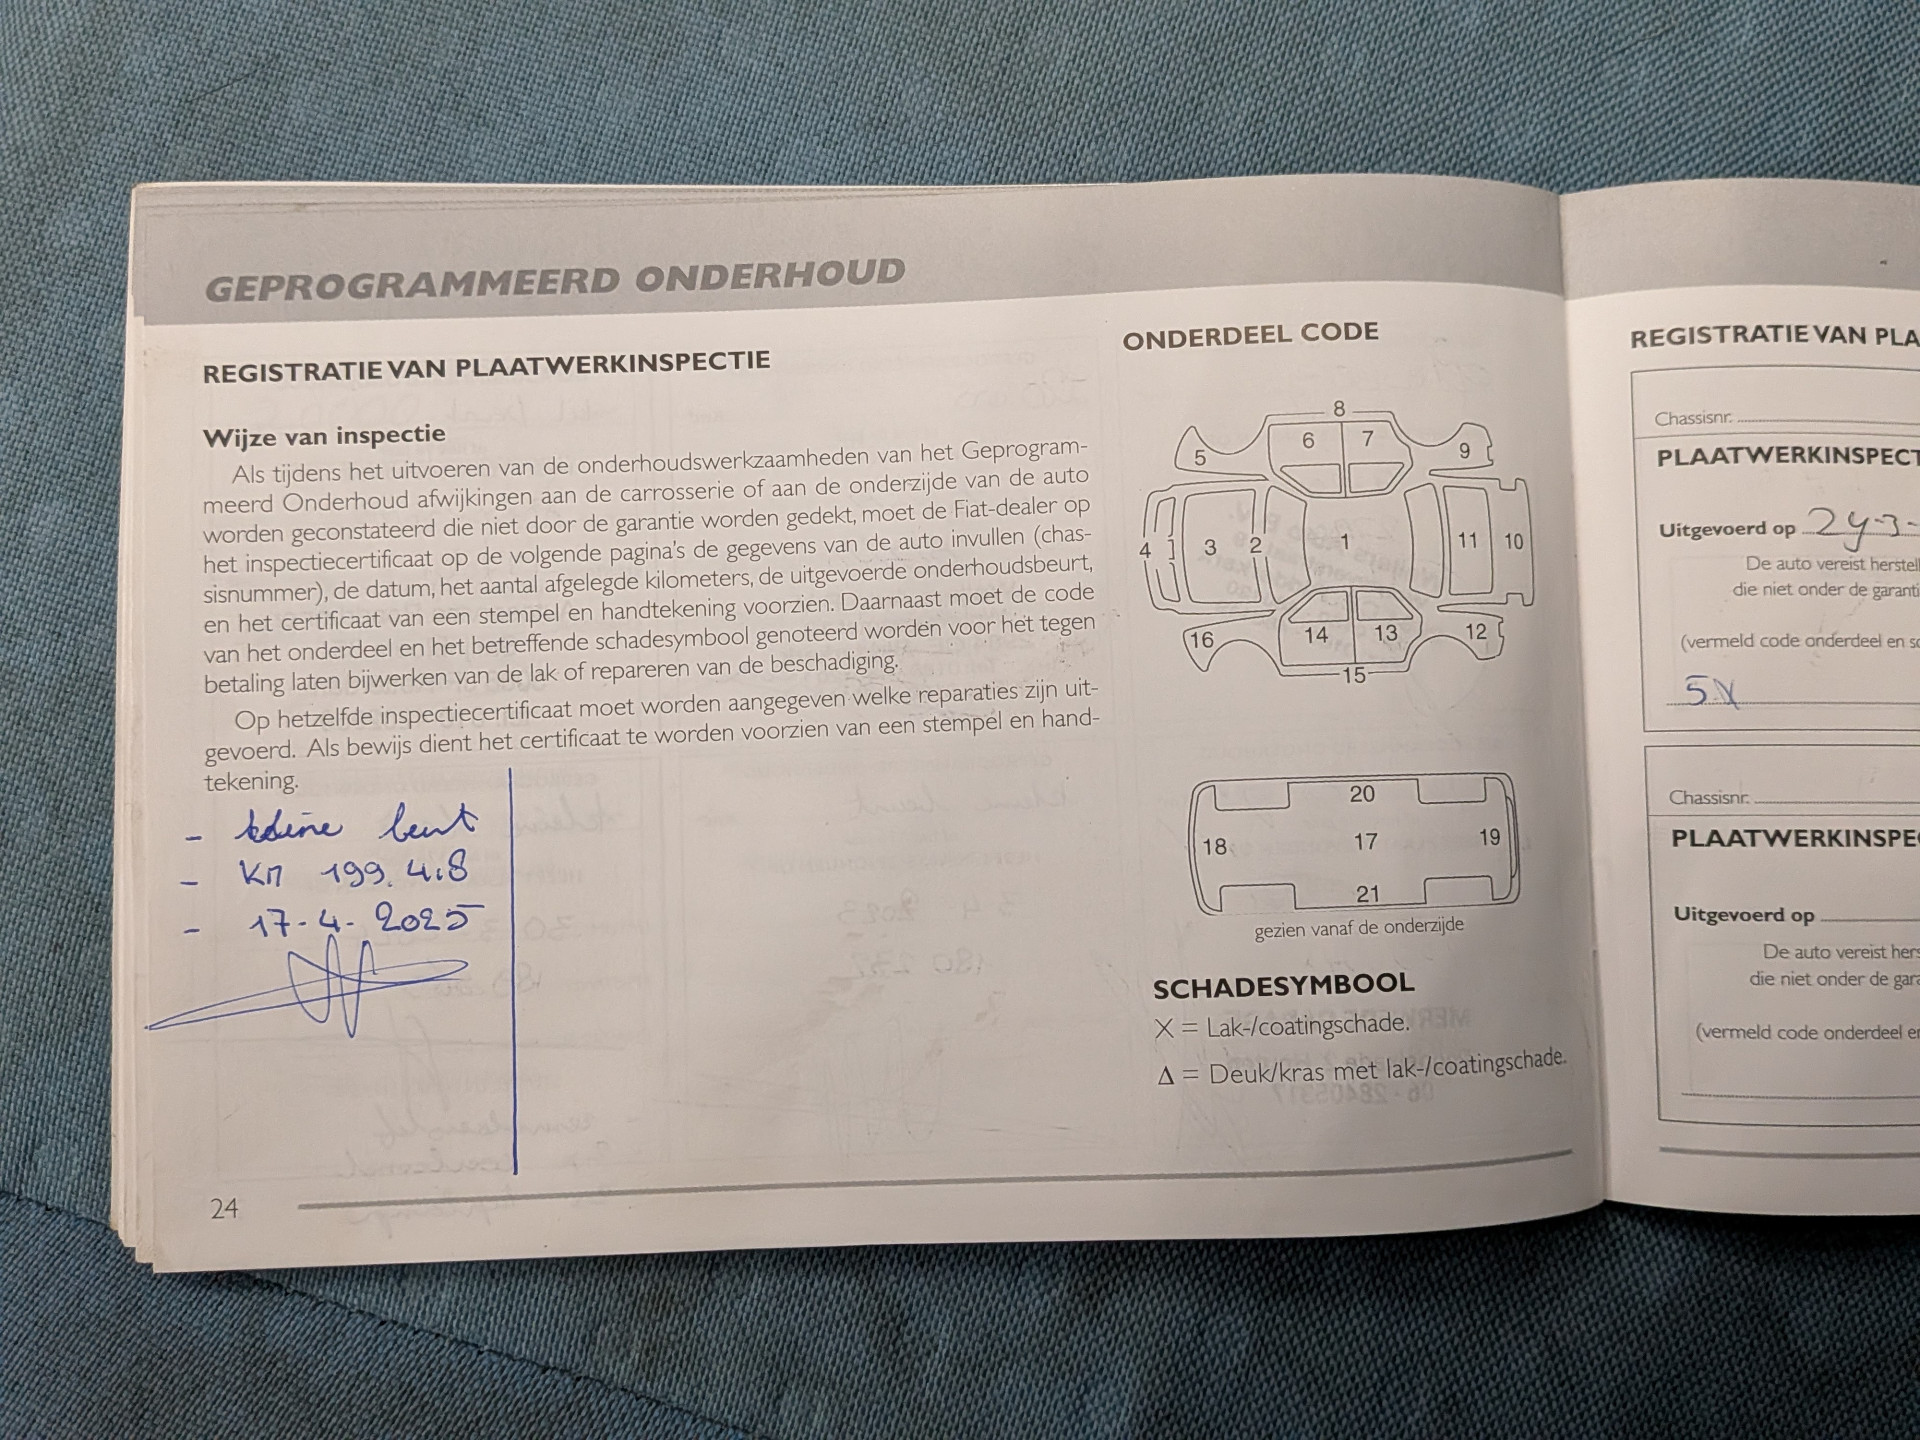 GEPROGRAMMEERD ONDERHOUD
REGISTRATIE VAN PLAATWERKINSPECTIE
Wijze van inspectie
Als tijdens het uitvoeren van de onderhoudswerkzaamheden van het Geprogram-
meerd Onderhoud afwijkingen aan de carrosserie of aan de onderzijde van de auto
worden geconstateerd die niet door de garantie worden gedekt, moet de Fiat-dealer op
het inspectiecertificaat op de volgende pagina's de gegevens van de auto invullen (chas-
sisnummer), de datum, het aantal afgelegde kilometers, de uitgevoerde onderhoudsbeurt,
en het certificaat van een stempel en handtekening voorzien. Daarnaast moet de code
van het onderdeel en het betreffende schadesymbool genoteerd worden voor het tegen
betaling laten bijwerken van de lak of repareren van de beschadiging.
Op hetzelfde inspectiecertificaat moet worden aangegeven welke reparaties zijn uit-
gevoerd. Als bewijs dient het certificaat te worden voorzien van een stempel en hand-
tekening.
- kleine beurt
- KM 199.418
- 17-4-2025
24
ONDERDEEL CODE
8
6 7
5 9
4 3 2 1 11 10
16 14 13 12
15
20
18 17 19
21
gezien vanaf de onderzijde
SCHADESYMBOOL
X = Lak-/coatingschade.
Δ = Deuk/kras met lak-/coatingschade.
REGISTRATIE VAN PLA
Chassisnr.
PLAATWERKINSPECT
Uitgevoerd op
De auto vereist herstel
die niet onder de garanti
(vermeld code onderdeel en sc
5X
Chassisnr.
PLAATWERKINSPE
Uitgevoerd op
De auto vereist hers
die niet onder de gara
(vermeld code onderdeel er